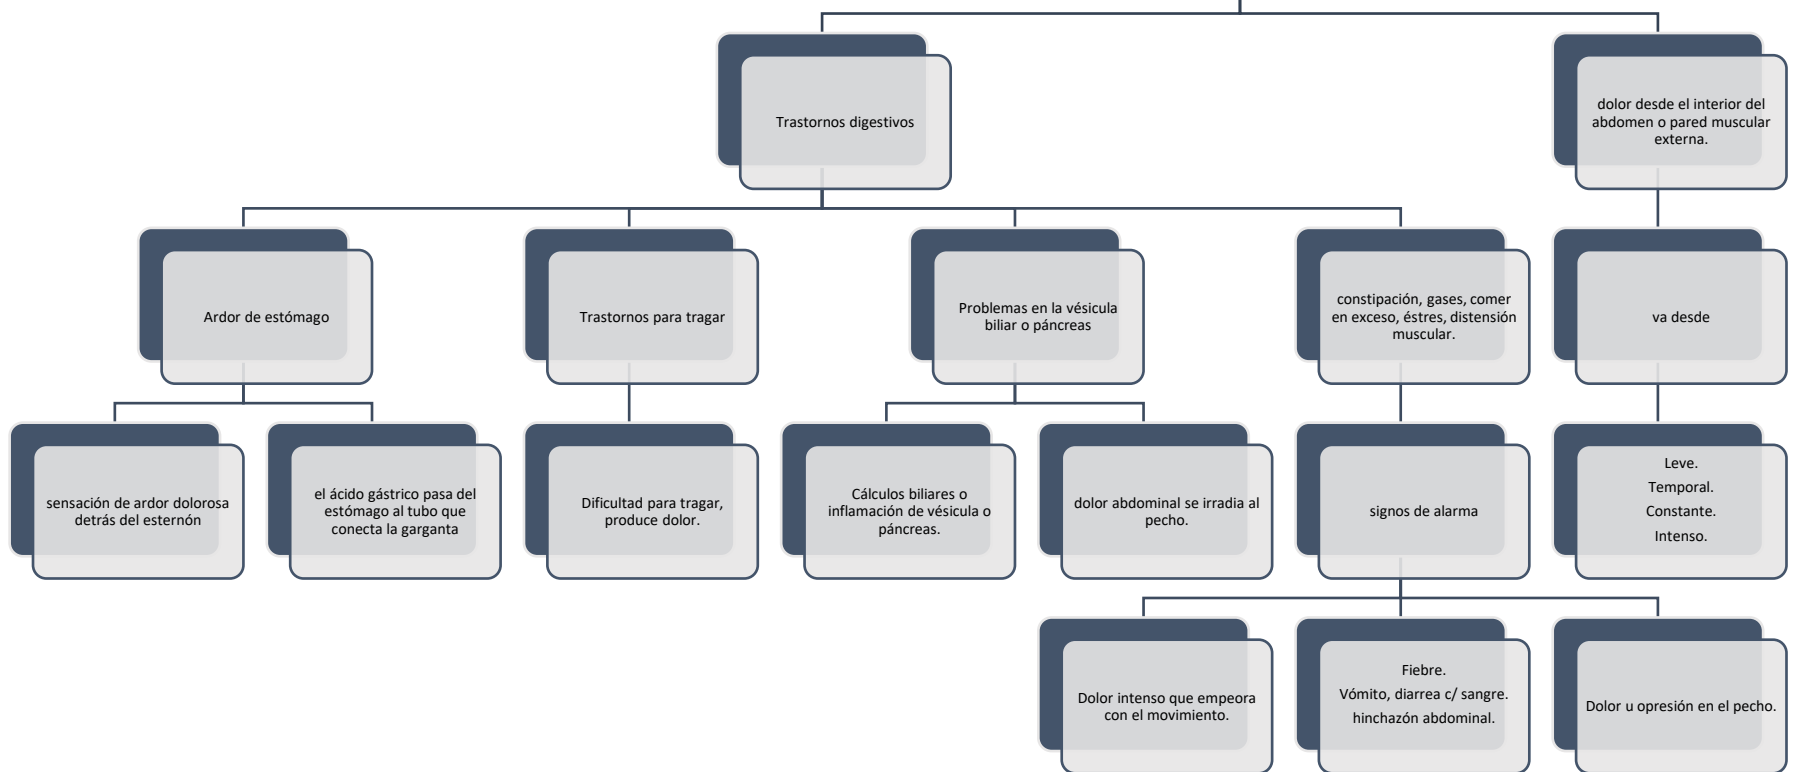 Trastornos digestivos
dolor desde el interior del
abdomen o pared muscular
externa.
Ardor de estómago
Trastornos para tragar
Problemas en la vésicula
biliar o páncreas
constipación, gases, comer
en exceso, éstres, distensión
muscular.
va desde
sensación de ardor dolorosa
detrás del esternón
el ácido gástrico pasa del
estómago al tubo que
conecta la garganta
Dificultad para tragar,
produce dolor.
Cálculos biliares o
inflamación de vésicula o
páncreas.
dolor abdominal se irradia al
pecho.
signos de alarma
Leve.
Temporal.
Constante.
Intenso.
Dolor intenso que empeora
con el movimiento.
Fiebre.
Vómito, diarrea c/ sangre.
hinchazón abdominal.
Dolor u opresión en el pecho.